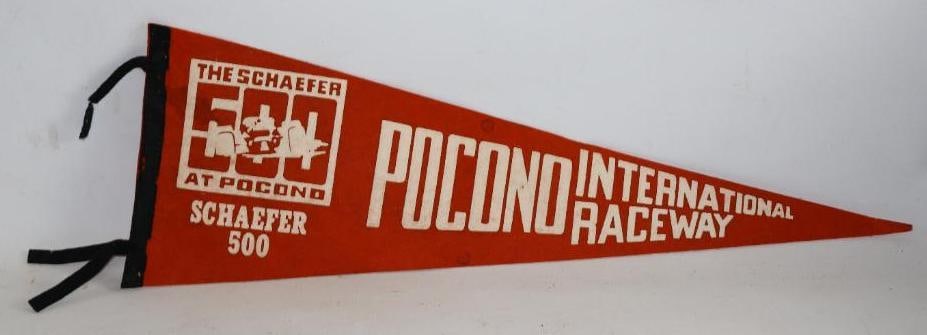 THE SCHAEFER
500
AT POCONO
SCHAEFER
500
POCONO
INTERNATIONAL
RACEWAY